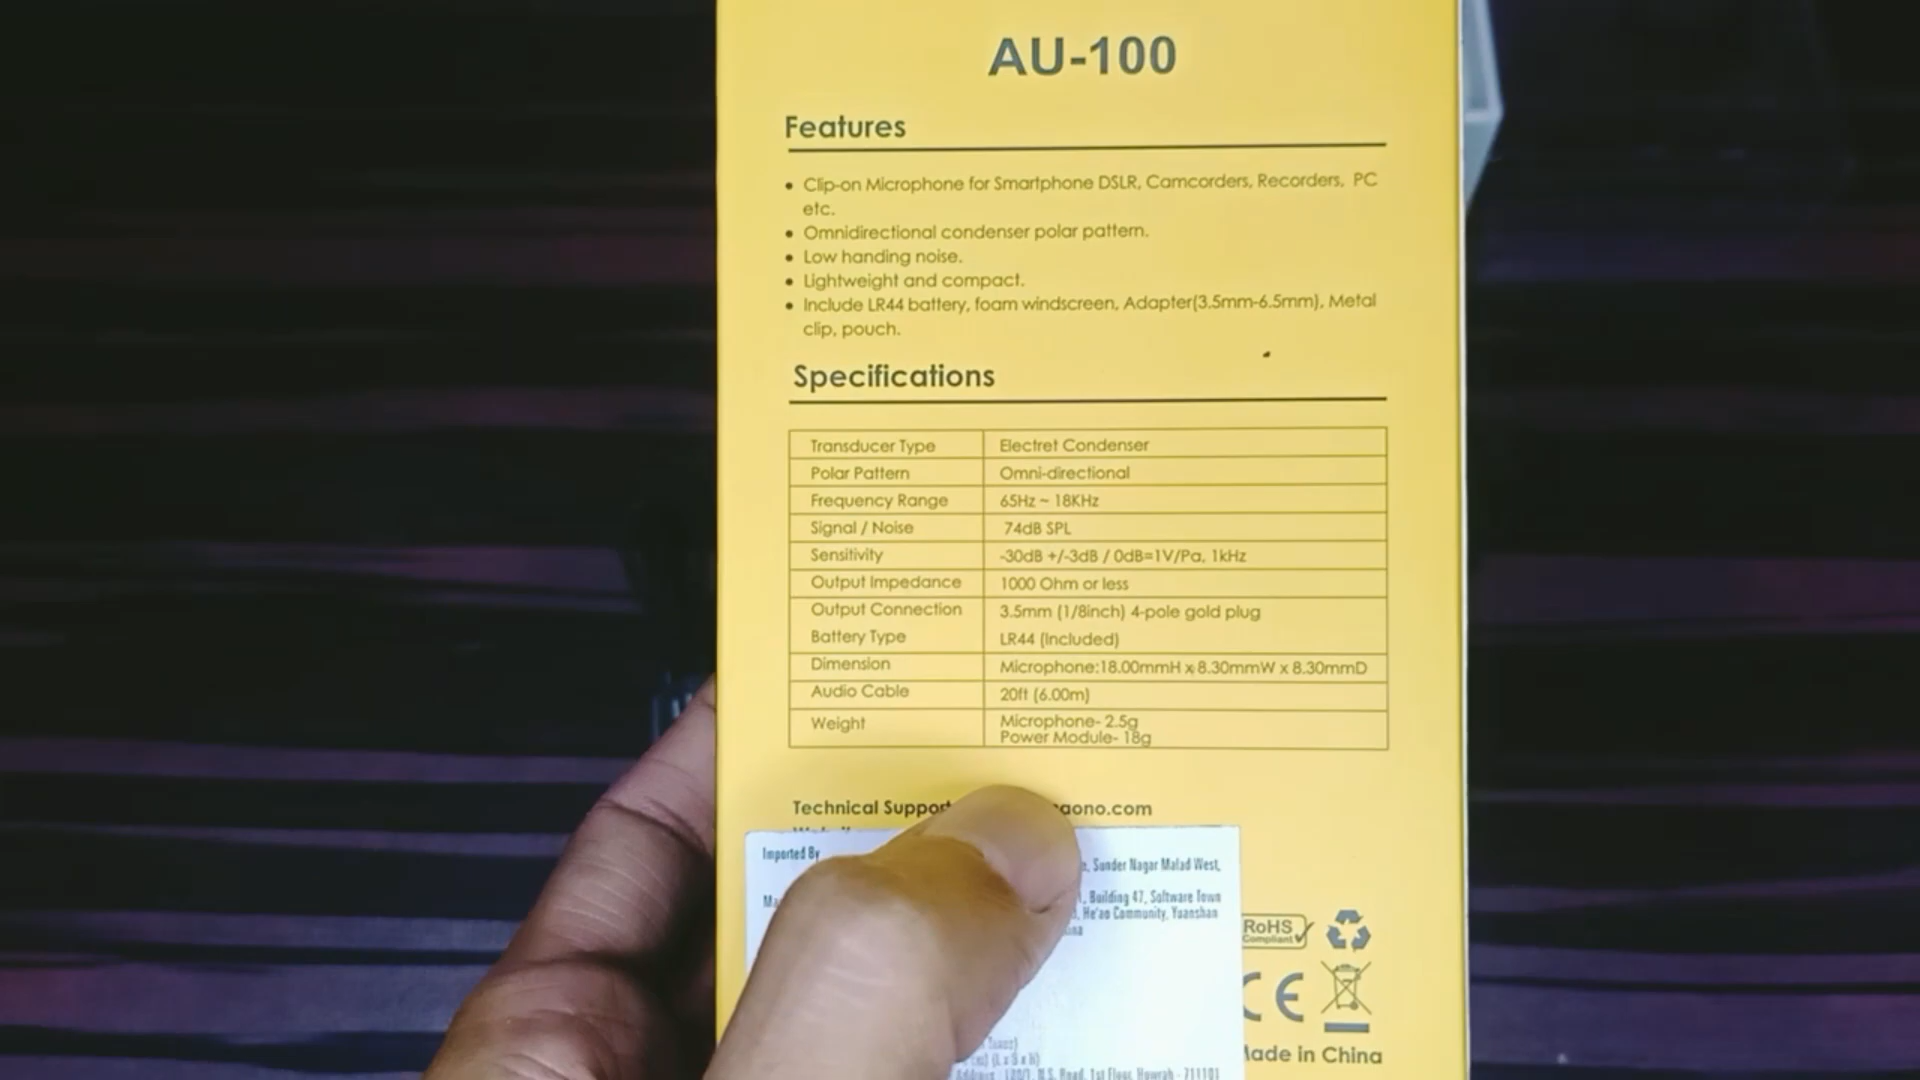 AU-100
Features
• Clip-on Microphone for Smartphone DSLR, Camcorders, Recorders, PC
etc.
• Omnidirectional condenser polar pattern.
• Low handing noise.
• Lightweight and compact.
• Include LR44 battery, foam windscreen, Adapter(3.5mm-6.5mm), Metal
clip, pouch.
Specifications
Transducer Type Electret Condenser
Polar Pattern Omni-directional
Frequency Range 65Hz ~ 18KHz
Signal / Noise 74dB SPL
Sensitivity -30dB +/-3dB / 0dB=1V/Pa, 1kHz
Output Impedance 1000 Ohm or less
Output Connection 3.5mm (1/8inch) 4-pole gold plug
Battery Type LR44 (Included)
Dimension Microphone:18.00mmH x 8.30mmW x 8.30mmD
Audio Cable 20ft (6.00m)
Weight Microphone- 2.5g
Power Module- 18g
Technical Support aono.com
Imported By
Sunder Nagar Malad West,
Building 47, Software Town
He'ao Community, Yuanshan
RoHS
Compliant
CE
Made in China
N.S. Road, 1st Floor, Howrah - 711101